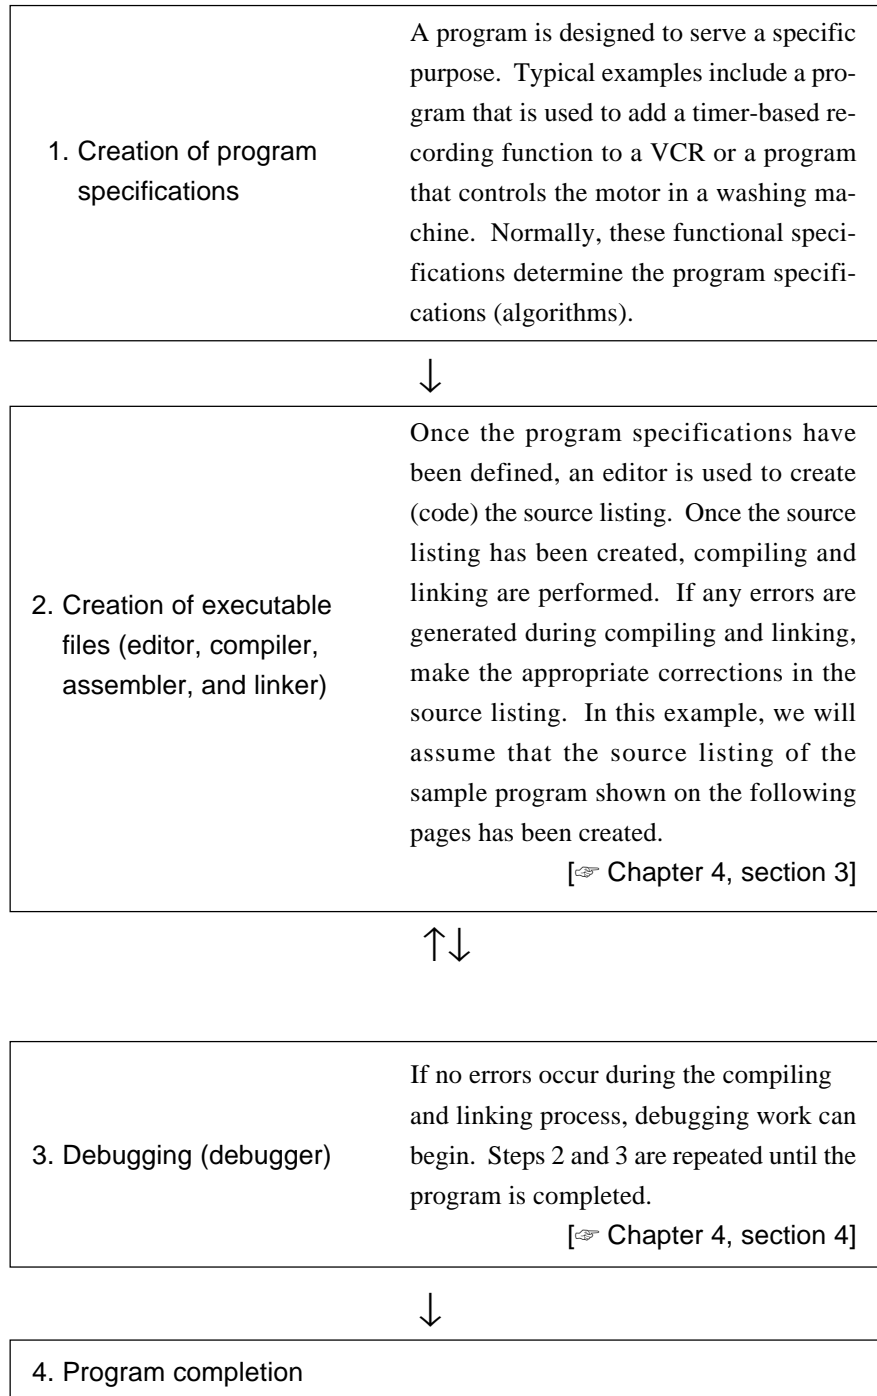 1. Creation of program
specifications
A program is designed to serve a specific
purpose. Typical examples include a pro-
gram that is used to add a timer-based re-
cording function to a VCR or a program
that controls the motor in a washing ma-
chine. Normally, these functional speci-
fications determine the program specifi-
cations (algorithms).
↓
2. Creation of executable
files (editor, compiler,
assembler, and linker)
Once the program specifications have
been defined, an editor is used to create
(code) the source listing. Once the source
listing has been created, compiling and
linking are performed. If any errors are
generated during compiling and linking,
make the appropriate corrections in the
source listing. In this example, we will
assume that the source listing of the
sample program shown on the following
pages has been created.
[☞ Chapter 4, section 3]
↑↓
3. Debugging (debugger)
If no errors occur during the compiling
and linking process, debugging work can
begin. Steps 2 and 3 are repeated until the
program is completed.
[☞ Chapter 4, section 4]
↓
4. Program completion